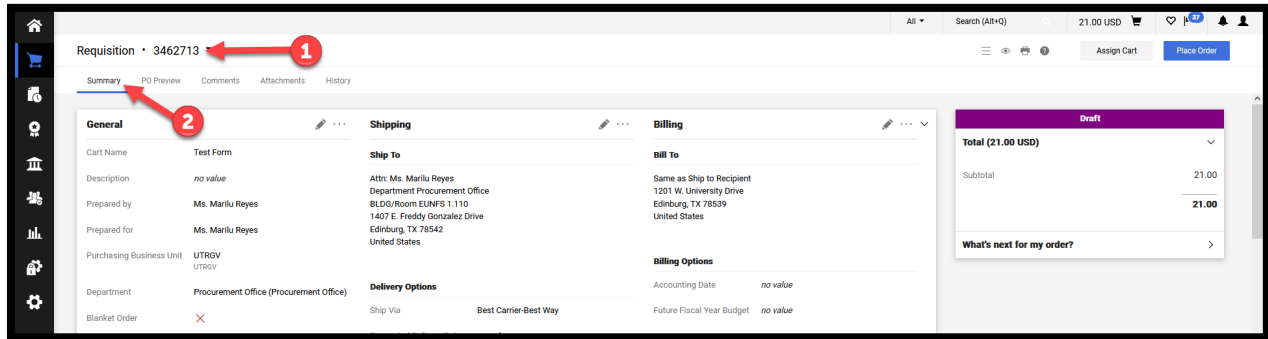 All Search (Alt+Q) 21.00 USD 37
Requisition • 3462713 1 Assign Cart Place Order
Summary PO Preview Comments Attachments History
2
General Shipping Billing Draft
Cart Name Test Form Ship To Bill To Total (21.00 USD)
Description no value Attn: Ms. Marilu Reyes Same as Ship to Recipient Subtotal 21.00
Department Procurement Office 1201 W. University Drive
Prepared by Ms. Marilu Reyes BLDG/Room EUNFS 1.110 Edinburg, TX 78539 21.00
1407 E. Freddy Gonzalez Drive United States
Prepared for Ms. Marilu Reyes Edinburg, TX 78542
United States What's next for my order?
Purchasing Business Unit UTRGV
UTRGV Billing Options
Department Procurement Office (Procurement Office) Delivery Options Accounting Date no value
Blanket Order Ship Via Best Carrier-Best Way Future Fiscal Year Budget no value